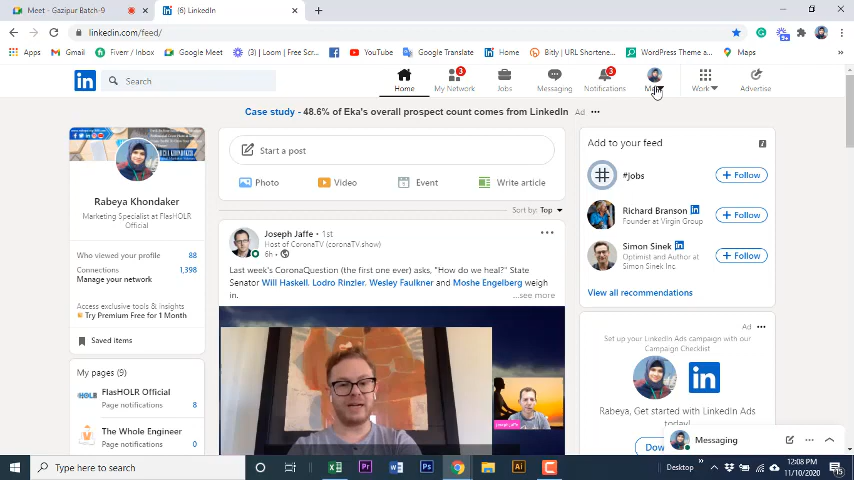 Meet - Gazipur Batch-9
(6) LinkedIn
linkedin.com/feed/
Apps
Gmail
Fiverr / Inbox
Google Meet
(1) Loom | Free Scr...
YouTube
Google Translate
Home
Bitly | URL Shortene...
WordPress Theme a...
Maps
Search
Home
3
My Network
Jobs
Messaging
3
Notifications
Work
Advertise
Case study - 48.6% of Eka's overall prospect count comes from LinkedIn Ad
Rabeya Khondaker
Marketing Specialist at FlasHOLR
Official
Who viewed your profile 88
Connections 1,398
Manage your network
Access exclusive tools & insights
Try Premium Free for 1 Month
Saved items
My pages (9)
FlasHOLR Official
Page notifications 8
The Whole Engineer
Page notifications 0
Start a post
Photo
Video
Event
Write article
Sort by: Top
Joseph Jaffe • 1st
Host of CoronaTV (coronaTV.show)
6h •
Last week's CoronaQuestion (the first one ever) asks, "How do we heal?" State
Senator Will Haskell, Lodro Rinzler, Wesley Faulkner and Moshe Engelberg weigh
in.
...see more
Add to your feed
#jobs
+ Follow
Richard Branson
Founder at Virgin Group
+ Follow
Simon Sinek
Optimist and Author at
Simon Sinek Inc
+ Follow
View all recommendations
Ad
Set up your LinkedIn Ads campaign with our
Campaign Checklist
Rabeya, Get started with LinkedIn Ads
today!
Messaging
Type here to search
Desktop
12:08 PM
11/10/2020